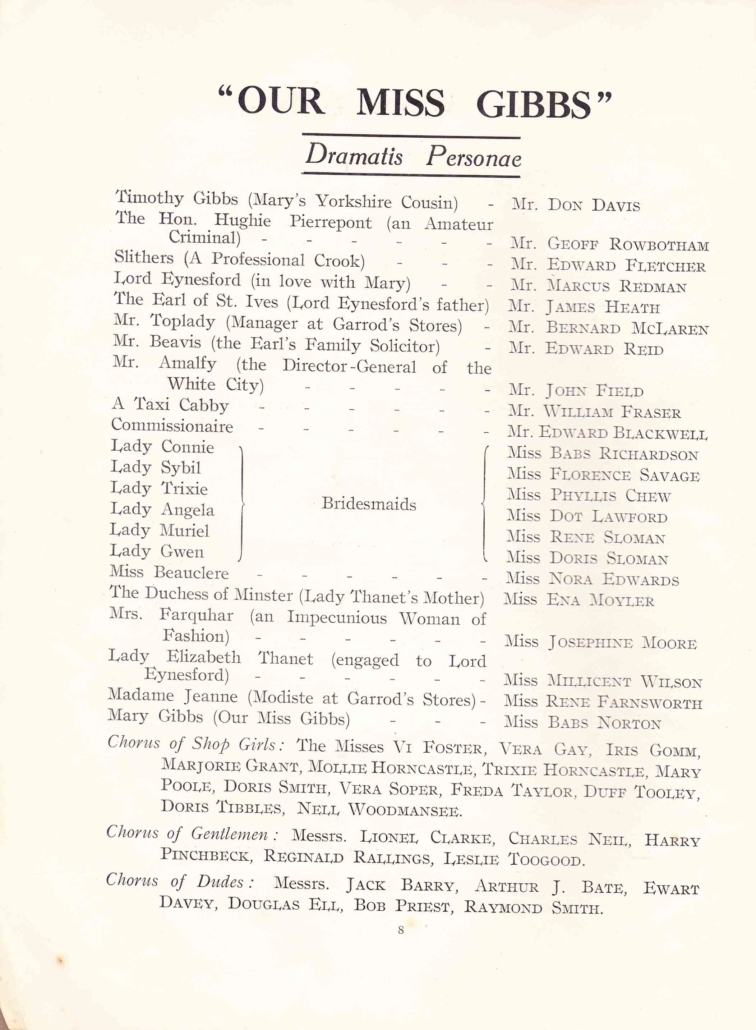 “OUR MISS GIBBS”
Dramatis Personae
Timothy Gibbs (Mary's Yorkshire Cousin) - Mr. DON DAVIS
The Hon. Hughie Pierrepont (an Amateur
Criminal) - - - - - - Mr. GEOFF ROWBOTHAM
Slithers (A Professional Crook) - - - Mr. EDWARD FLETCHER
Lord Eynesford (in love with Mary) - - Mr. MARCUS REDMAN
The Earl of St. Ives (Lord Eynesford's father) Mr. JAMES HEATH
Mr. Toplady (Manager at Garrod's Stores) - Mr. BERNARD MCLAREN
Mr. Beavis (the Earl's Family Solicitor) - Mr. EDWARD REID
Mr. Amalfy (the Director-General of the
White City) - - - - - Mr. JOHN FIELD
A Taxi Cabby - - - - - - Mr. WILLIAM FRASER
Commissionaire - - - - - - Mr. EDWARD BLACKWELL
Lady Connie Miss BABS RICHARDSON
Lady Sybil Miss FLORENCE SAVAGE
Lady Trixie Miss PHYLLIS CHEW
Lady Angela Bridesmaids Miss DOT LAWFORD
Lady Muriel Miss RENE SLOMAN
Lady Gwen Miss DORIS SLOMAN
Miss Beauclere - - - - - - Miss NORA EDWARDS
The Duchess of Minster (Lady Thanet's Mother) Miss ENA MOYLER
Mrs. Farquhar (an Impecunious Woman of
Fashion) - - - - - - Miss JOSEPHINE MOORE
Lady Elizabeth Thanet (engaged to Lord
Eynesford) - - - - - - Miss MILLICENT WILSON
Madame Jeanne (Modiste at Garrod's Stores) - Miss RENE FARNSWORTH
Mary Gibbs (Our Miss Gibbs) - - - Miss BABS NORTON
Chorus of Shop Girls: The Misses VI FOSTER, VERA GAY, IRIS GOMM,
MARJORIE GRANT, MOLLIE HORNCASTLE, TRIXIE HORNCASTLE, MARY
POOLE, DORIS SMITH, VERA SOPER, FREDA TAYLOR, DUFF TOOLEY,
DORIS TIBBLES, NELL WOODMANSEE.
Chorus of Gentlemen: Messrs. LIONEL CLARKE, CHARLES NEIL, HARRY
PINCHBECK, REGINALD RALLINGS, LESLIE TOOGOOD.
Chorus of Dudes: Messrs. JACK BARRY, ARTHUR J. BATE, EWART
DAVEY, DOUGLAS ELL, BOB PRIEST, RAYMOND SMITH.
8